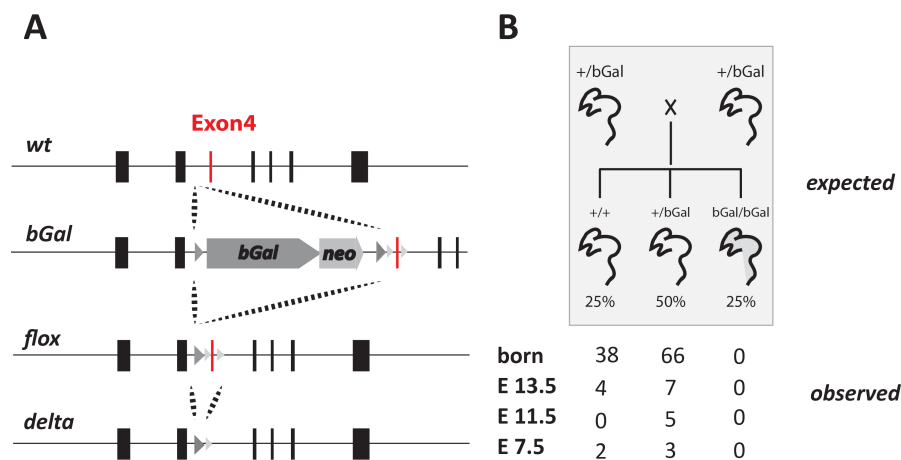 A
Exon4
wt
bGal
bGal neo
flox
delta
B
+/bGal +/bGal
X
expected
+/+ +/bGal bGal/bGal
25% 50% 25%
born 38 66 0
E 13.5 4 7 0
observed
E 11.5 0 5 0
E 7.5 2 3 0